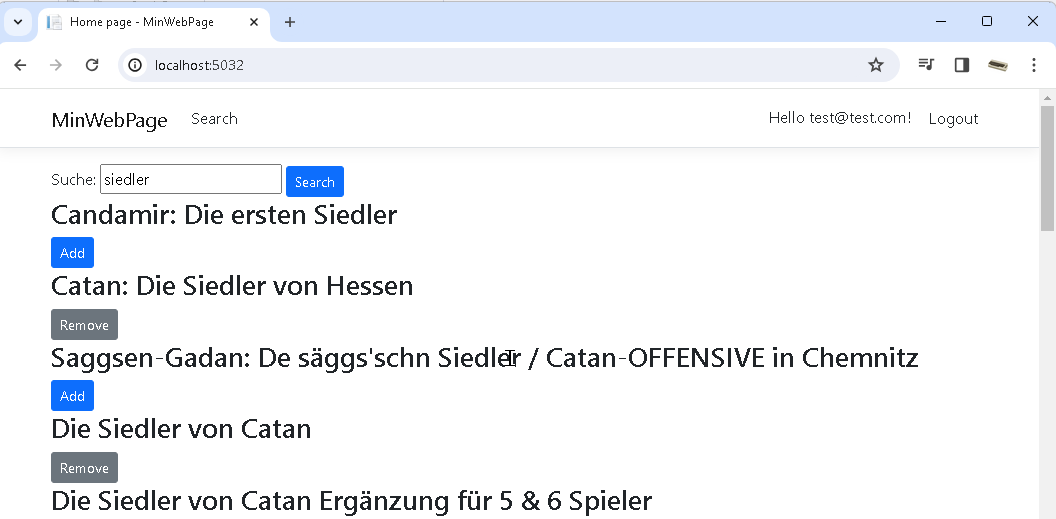 Home page - MinWebPage
localhost:5032
MinWebPage Search Hello test@test.com! Logout
Suche: siedler Search
Candamir: Die ersten Siedler
Add
Catan: Die Siedler von Hessen
Remove
Saggsen-Gadan: De säggs'schn Siedler / Catan-OFFENSIVE in Chemnitz
Add
Die Siedler von Catan
Remove
Die Siedler von Catan Ergänzung für 5 & 6 Spieler